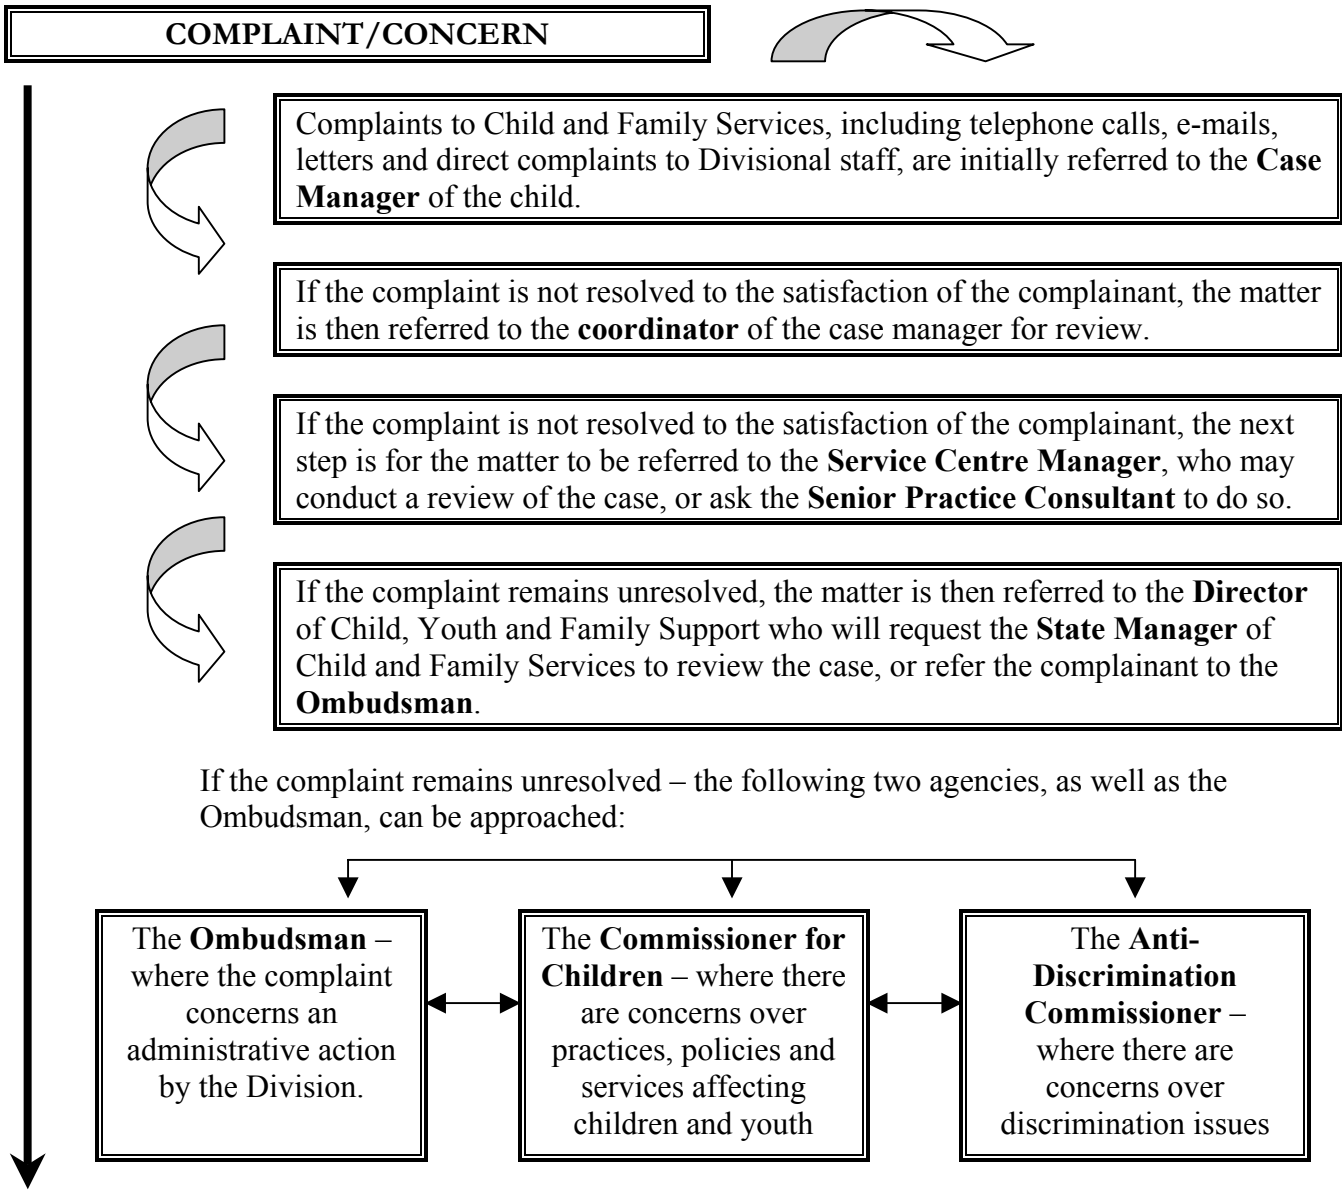 COMPLAINT/CONCERN
Complaints to Child and Family Services, including telephone calls, e-mails,
letters and direct complaints to Divisional staff, are initially referred to the Case
Manager of the child.
If the complaint is not resolved to the satisfaction of the complainant, the matter
is then referred to the coordinator of the case manager for review.
If the complaint is not resolved to the satisfaction of the complainant, the next
step is for the matter to be referred to the Service Centre Manager, who may
conduct a review of the case, or ask the Senior Practice Consultant to do so.
If the complaint remains unresolved, the matter is then referred to the Director
of Child, Youth and Family Support who will request the State Manager of
Child and Family Services to review the case, or refer the complainant to the
Ombudsman.
If the complaint remains unresolved – the following two agencies, as well as the
Ombudsman, can be approached:
The Ombudsman –
where the complaint
concerns an
administrative action
by the Division.
The Commissioner for
Children – where there
are concerns over
practices, policies and
services affecting
children and youth
The Anti-
Discrimination
Commissioner –
where there are
concerns over
discrimination issues